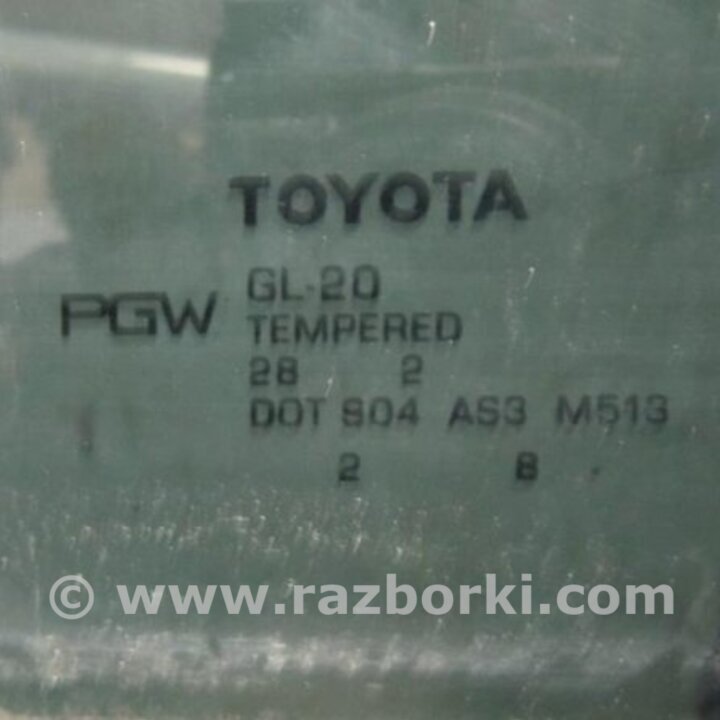 TOYOTA
PGW GL-20
TEMPERED
28 2
DOT 804 AS3 M513
2 8
© www.razborki.com